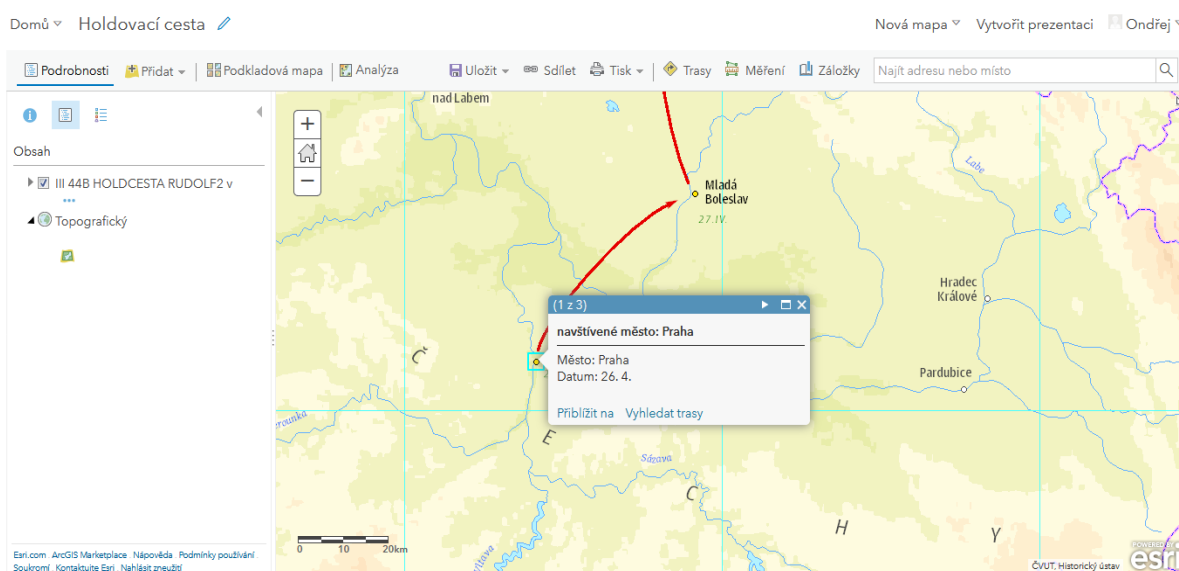 Domů Holdovací cesta Nová mapa Vytvořit prezentaci Ondřej
Podrobnosti Přidat Podkladová mapa Analýza Uložit Sdílet Tisk Trasy Měření Záložky Najít adresu nebo místo
Obsah
III 44B HOLDCESTA RUDOLF2 v
Topografický
Esri.com ArcGIS Marketplace Nápověda Podmínky používání
Soukromí Kontaktujte Esri Nahlásit zneužití
+
−
nad Labem
Labe
Mladá
Boleslav
27.IV.
Hradec
Králové
(1 z 3)
navštívené město: Praha
Město: Praha
Datum: 26. 4.
Přiblížit na Vyhledat trasy
Pardubice
Č
E
Sázava
C
H
Y
0 10 20km
POWERED BY
esri
ČVUT, Historický ústav